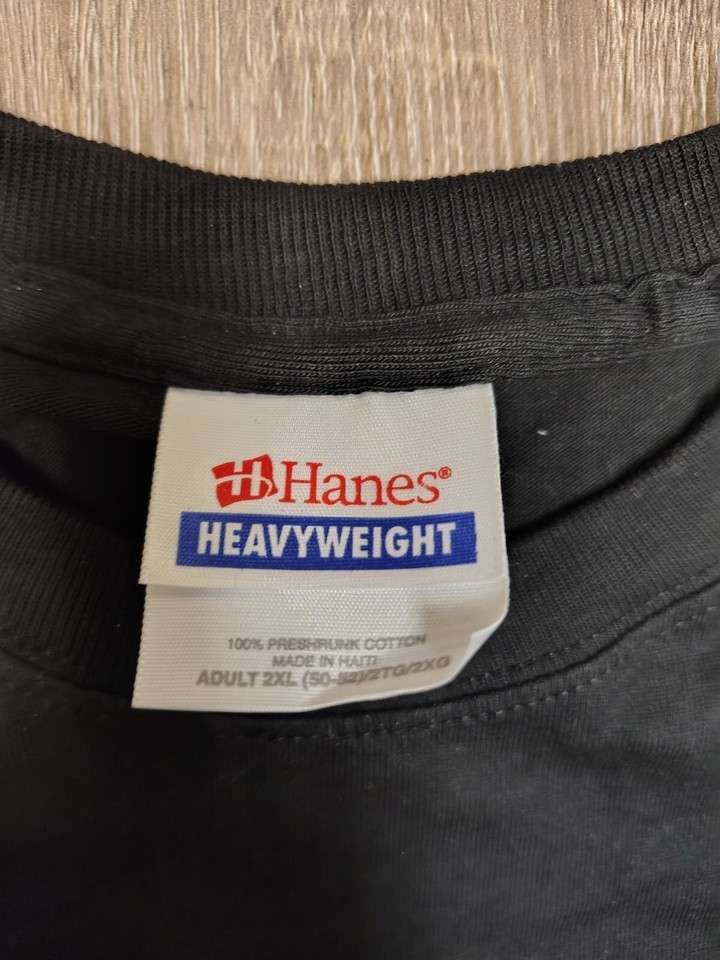 Hanes®
HEAVYWEIGHT
100% PRESHRUNK COTTON
MADE IN HAITI
ADULT 2XL (50-52)/2TG/2XG